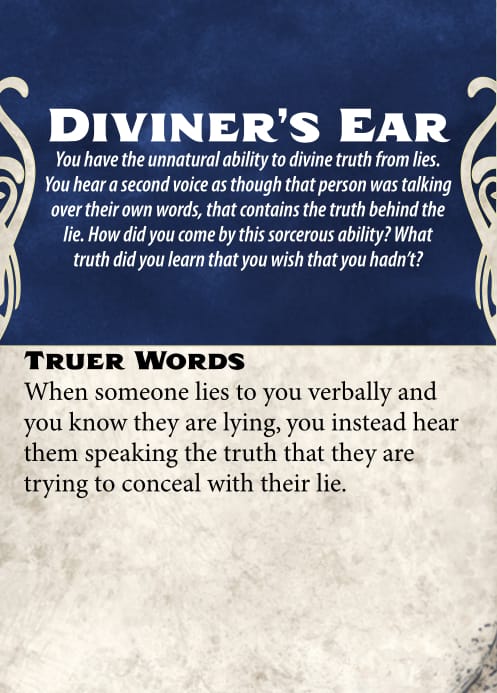 Diviner's Ear
You have the unnatural ability to divine truth from lies.
You hear a second voice as though that person was talking
over their own words, that contains the truth behind the
lie. How did you come by this sorcerous ability? What
truth did you learn that you wish that you hadn't?
Truer Words
When someone lies to you verbally and
you know they are lying, you instead hear
them speaking the truth that they are
trying to conceal with their lie.